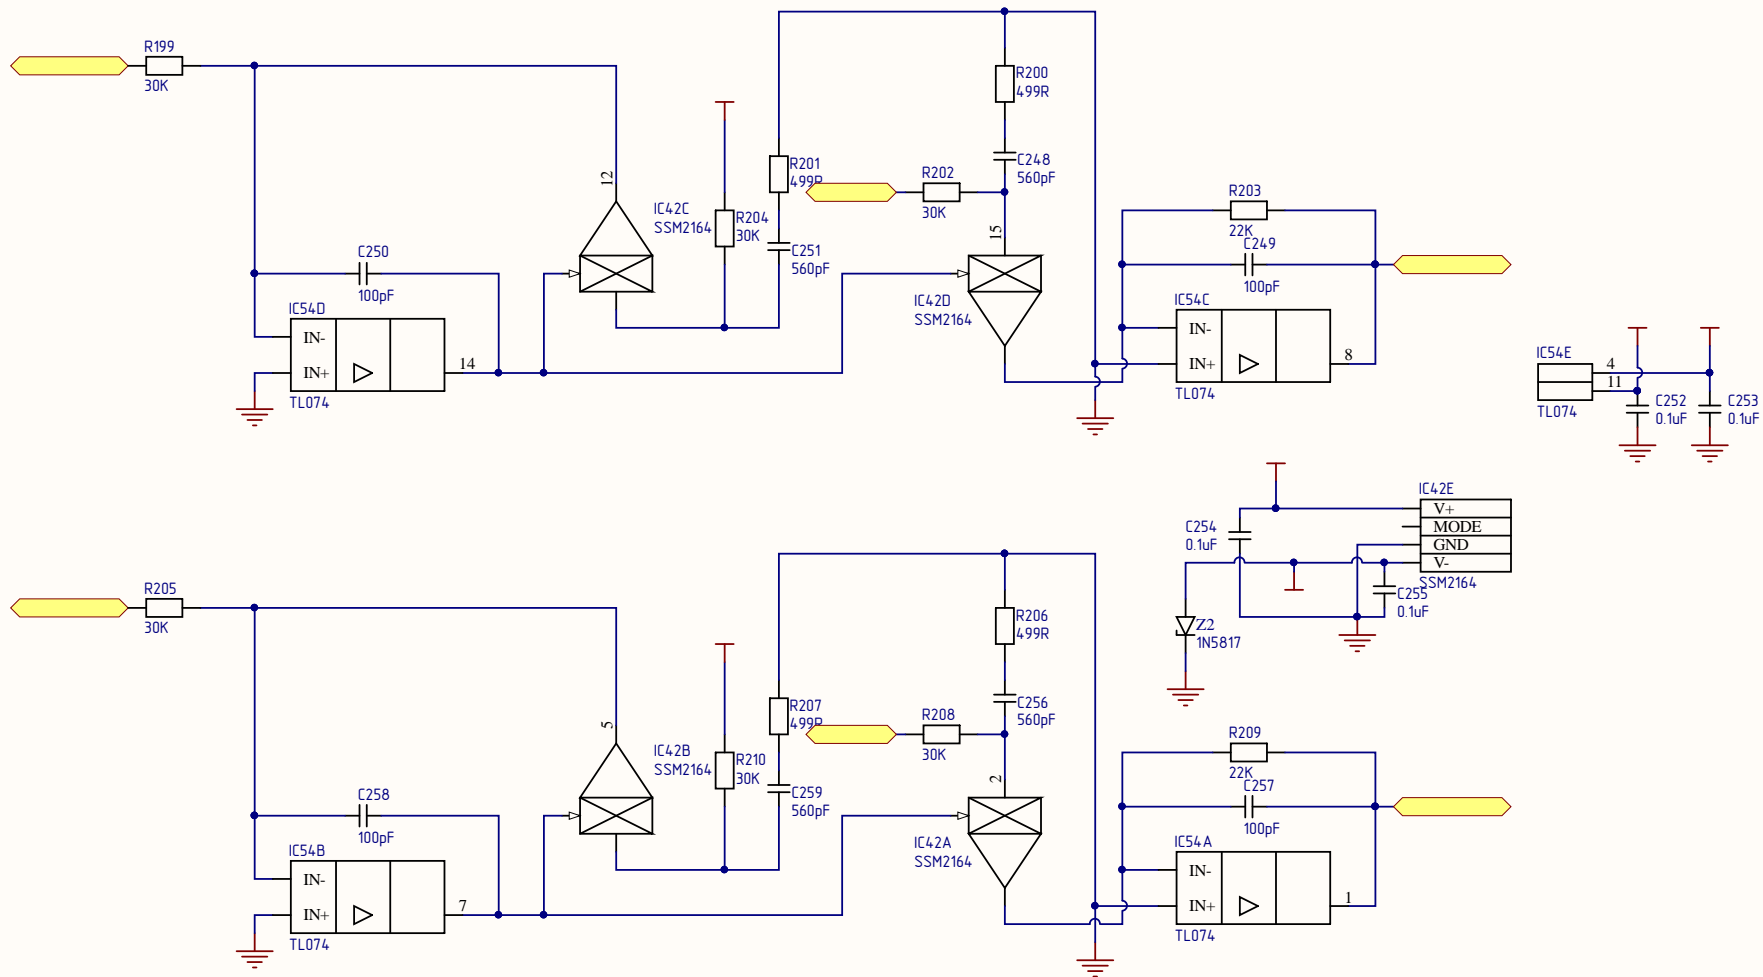 R199
30K
R200
499R
C248
560pF
12
R201
499R
R202
30K
R203
22K
IC42C
SSM2164
R204
30K
C251
560pF
15
C249
100pF
C250
100pF
IC42D
SSM2164
IC54C
IN-
IN+
8
TL074
IC54D
IN-
IN+
14
TL074
IC54E
4
11
TL074
C252
0.1uF
C253
0.1uF
IC42E
V+
MODE
GND
V-
SSM2164
C254
0.1uF
C255
0.1uF
Z2
1N5817
R205
30K
R206
499R
C256
560pF
5
R207
499R
R208
30K
R209
22K
IC42B
SSM2164
R210
30K
C259
560pF
2
C257
100pF
C258
100pF
IC42A
SSM2164
IC54A
IN-
IN+
1
TL074
IC54B
IN-
IN+
7
TL074